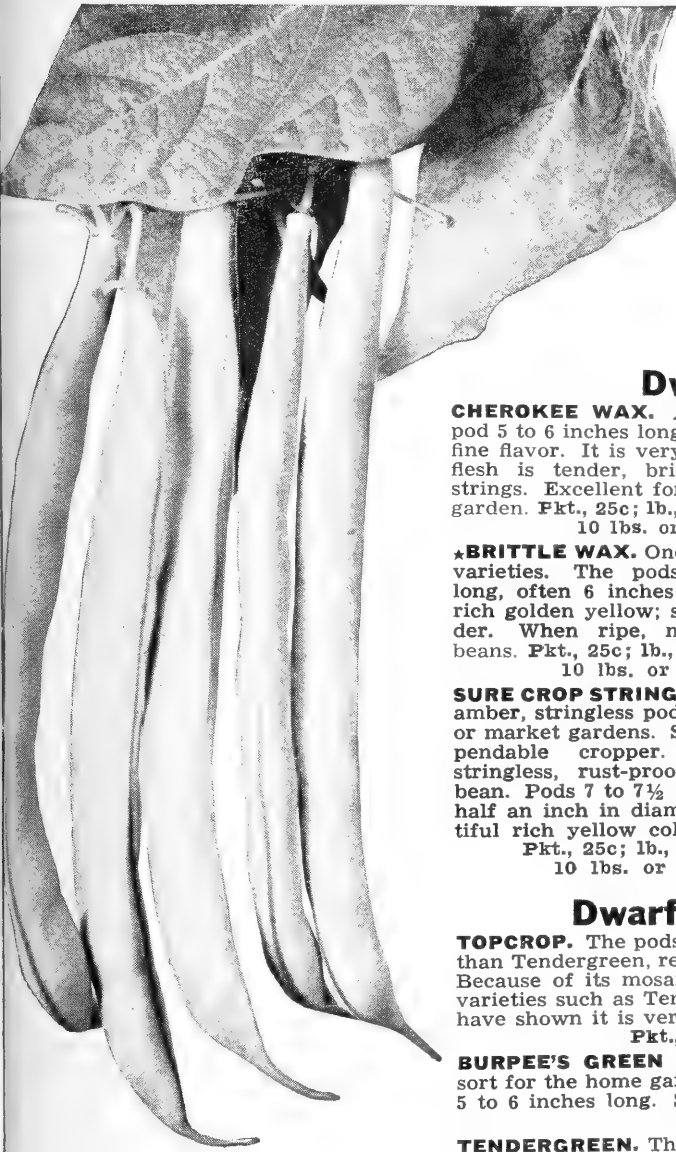 Dw
CHEROKEE WAX.
pod 5 to 6 inches long
fine flavor. It is very
flesh is tender, bri
strings. Excellent for
garden. Pkt., 25c; lb.,
10 lbs. or
★BRITTLE WAX. One
varieties. The pods
long, often 6 inches
rich golden yellow; s
der. When ripe, n
beans. Pkt., 25c; lb.,
10 lbs. or
SURE CROP STRING
amber, stringless pod
or market gardens. S
pendable cropper.
stringless, rust-proo
bean. Pods 7 to 7½
half an inch in diam
tiful rich yellow col
Pkt., 25c; lb.,
10 lbs. or
Dwarf
TOPCROP. The pods
than Tendergreen, re
Because of its mosa
varieties such as Ten
have shown it is ver
Pkt.,
BURPEE'S GREEN
sort for the home gar
5 to 6 inches long. S
TENDERGREEN. Th